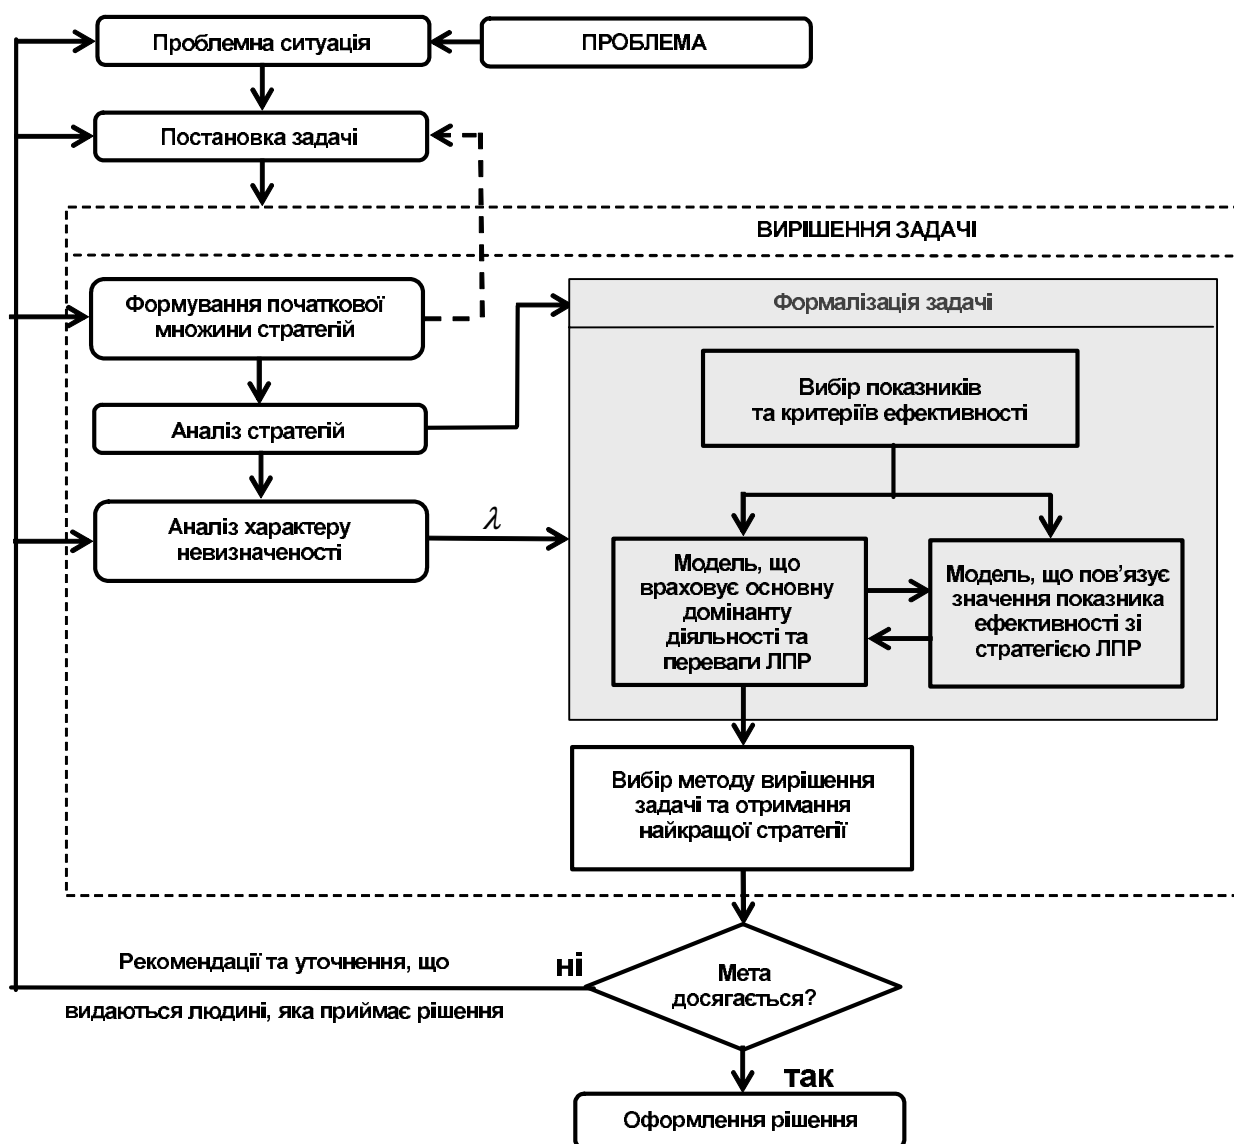 Проблемна ситуація
ПРОБЛЕМА
Постановка задачі
ВИРІШЕННЯ ЗАДАЧІ
Формування початкової
множини стратегій
Формалізація задачі
Вибір показників
та критеріїв ефективності
Аналіз стратегій
Аналіз характеру
невизначеності
λ
Модель, що
враховує основну
домінанту
діяльності та
переваги ЛПР
Модель, що пов’язує
значення показника
ефективності зі
стратегією ЛПР
Вибір методу вирішення
задачі та отримання
найкращої стратегії
Мета
досягається?
ні
Рекомендації та уточнення, що
видаються людині, яка приймає рішення
так
Оформлення рішення